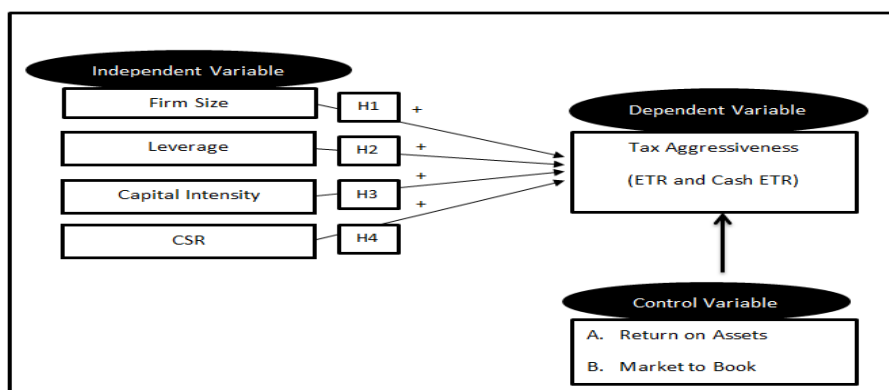 Independent Variable
Firm Size
H1
+
Leverage
H2
+
Capital Intensity
H3
+
CSR
H4
+
Dependent Variable
Tax Aggressiveness
(ETR and Cash ETR)
Control Variable
A. Return on Assets
B. Market to Book